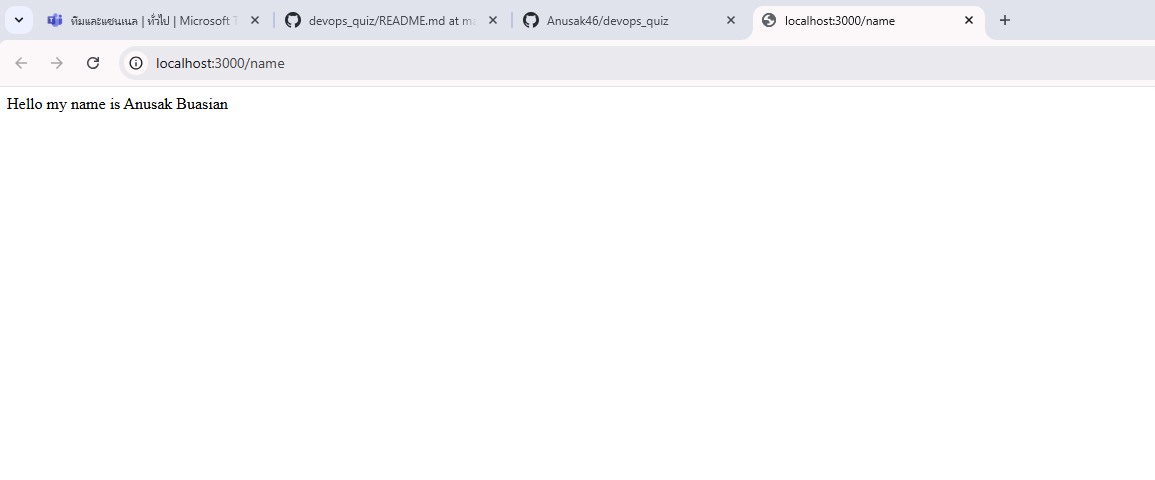 ทีมและแชนเนล | ทั่วไป | Microsoft T
devops_quiz/README.md at ma
Anusak46/devops_quiz
localhost:3000/name
localhost:3000/name
Hello my name is Anusak Buasian